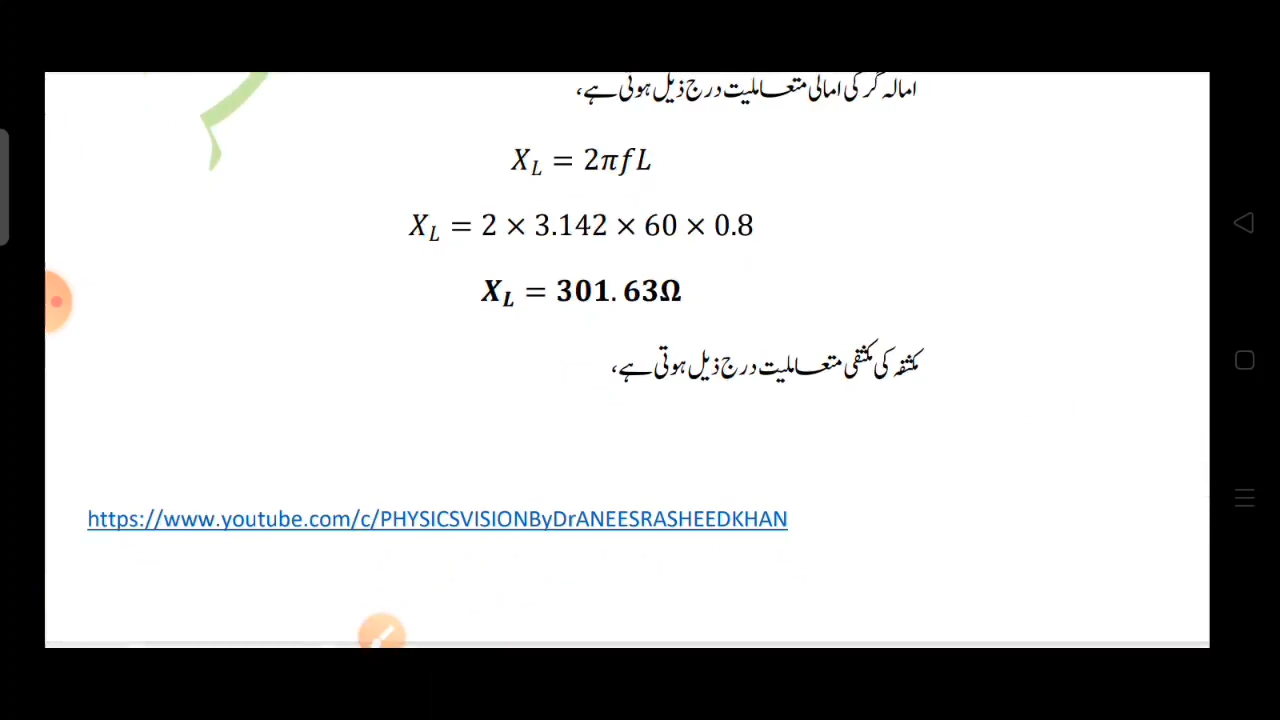 امالہ گر کی امالی متعاملیت درج ذیل ہوتی ہے،
X_L = 2πfL
X_L = 2 × 3.142 × 60 × 0.8
X_L = 301.63Ω
مکثفہ کی مکثفی متعاملیت درج ذیل ہوتی ہے،
https://www.youtube.com/c/PHYSICSVISIONByDrANEESRASHEEDKHAN